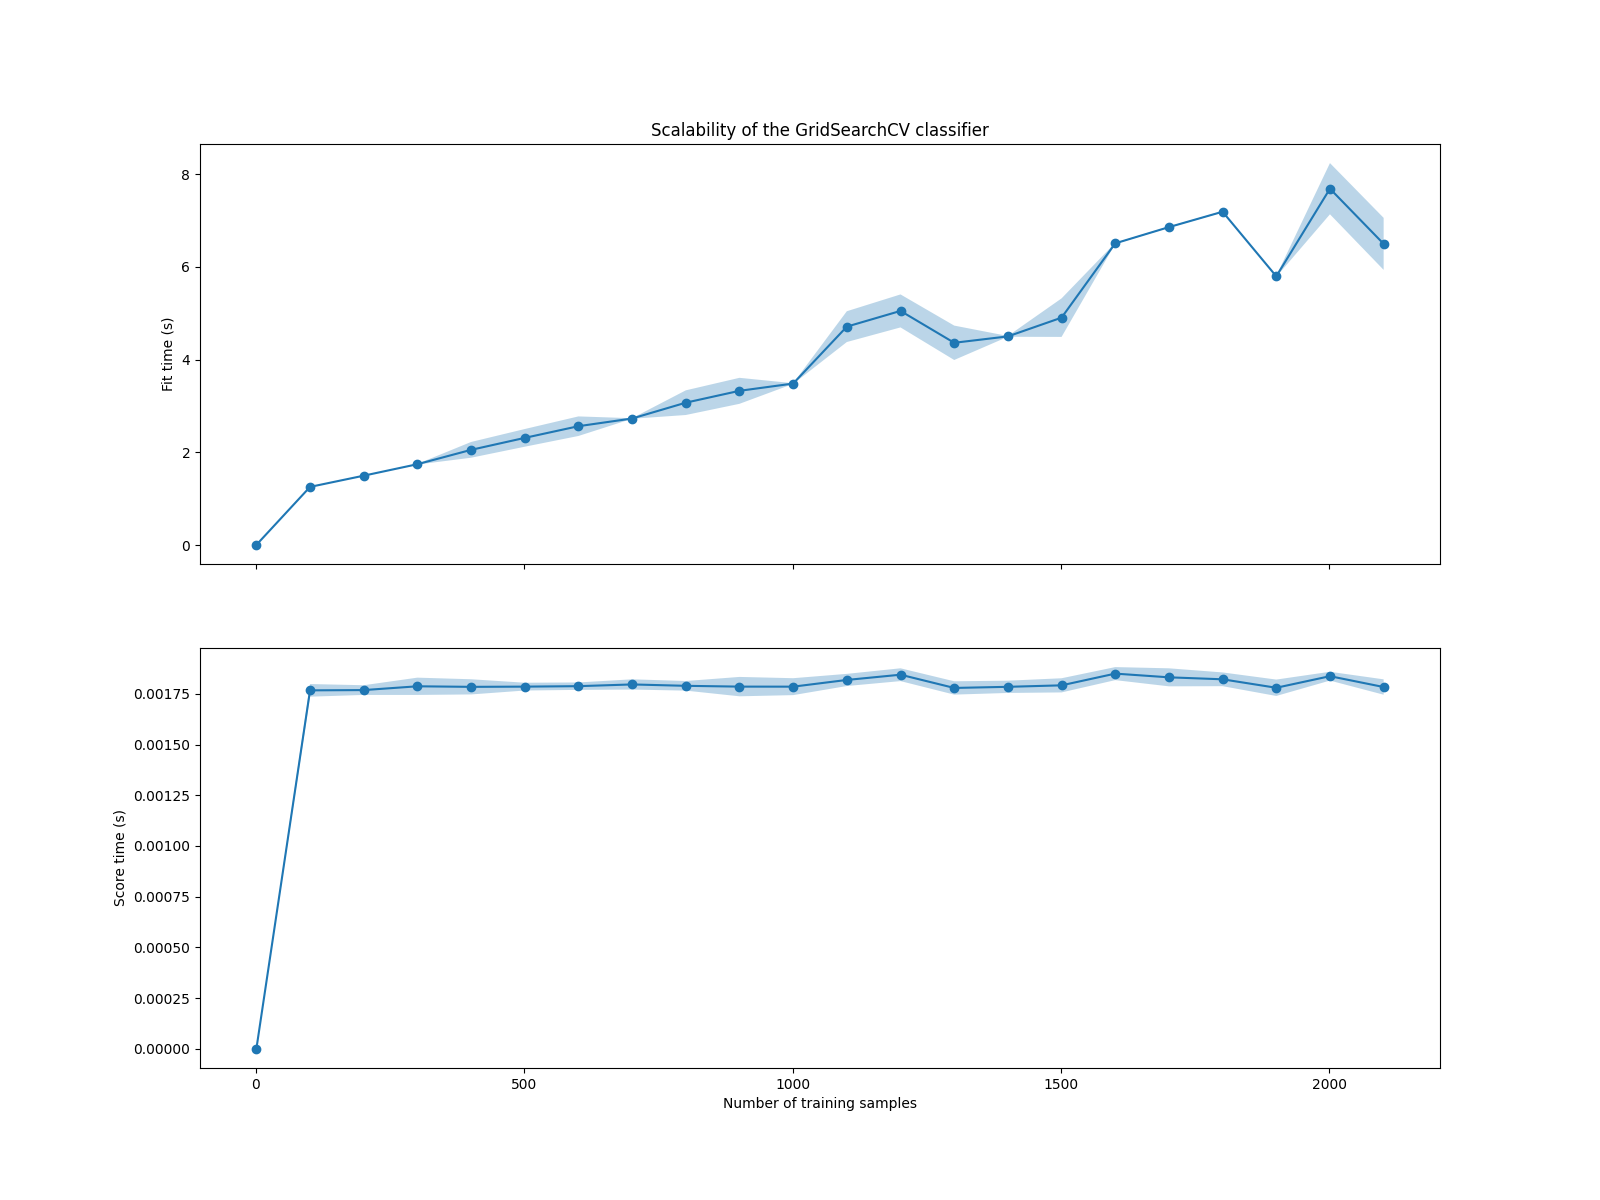 Scalability of the GridSearchCV classifier
8
6
4
2
0
Fit time (s)
0.00175
0.00150
0.00125
0.00100
0.00075
0.00050
0.00025
0.00000
Score time (s)
0 500 1000 1500 2000
Number of training samples